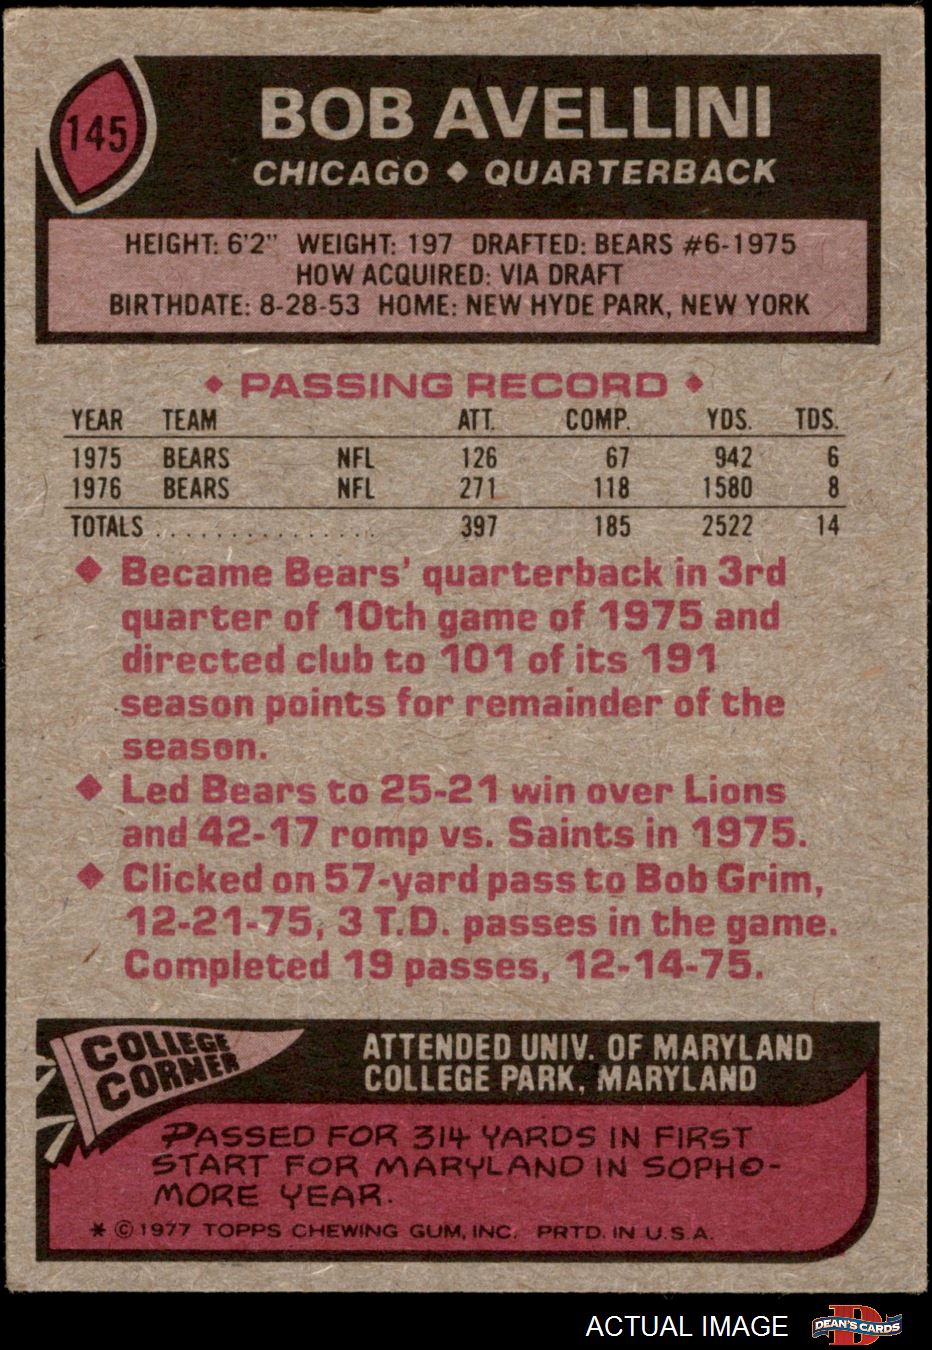 145
BOB AVELLINI
CHICAGO ◆ QUARTERBACK
HEIGHT: 6'2" WEIGHT: 197 DRAFTED: BEARS #6-1975
HOW ACQUIRED: VIA DRAFT
BIRTHDATE: 8-28-53 HOME: NEW HYDE PARK, NEW YORK
◆ PASSING RECORD ◆
YEAR TEAM ATT. COMP. YDS. TDS.
1975 BEARS NFL 126 67 942 6
1976 BEARS NFL 271 118 1580 8
TOTALS ................ 397 185 2522 14
◆ Became Bears' quarterback in 3rd
quarter of 10th game of 1975 and
directed club to 101 of its 191
season points for remainder of the
season.
◆ Led Bears to 25-21 win over Lions
and 42-17 romp vs. Saints in 1975.
◆ Clicked on 57-yard pass to Bob Grim,
12-21-75, 3 T.D. passes in the game.
Completed 19 passes, 12-14-75.
COLLEGE
CORNER
ATTENDED UNIV. OF MARYLAND
COLLEGE PARK, MARYLAND
PASSED FOR 314 YARDS IN FIRST
START FOR MARYLAND IN SOPHO-
MORE YEAR.
* © 1977 TOPPS CHEWING GUM, INC. PRTD. IN U.S.A.
ACTUAL IMAGE
D
DEAN'S CARDS